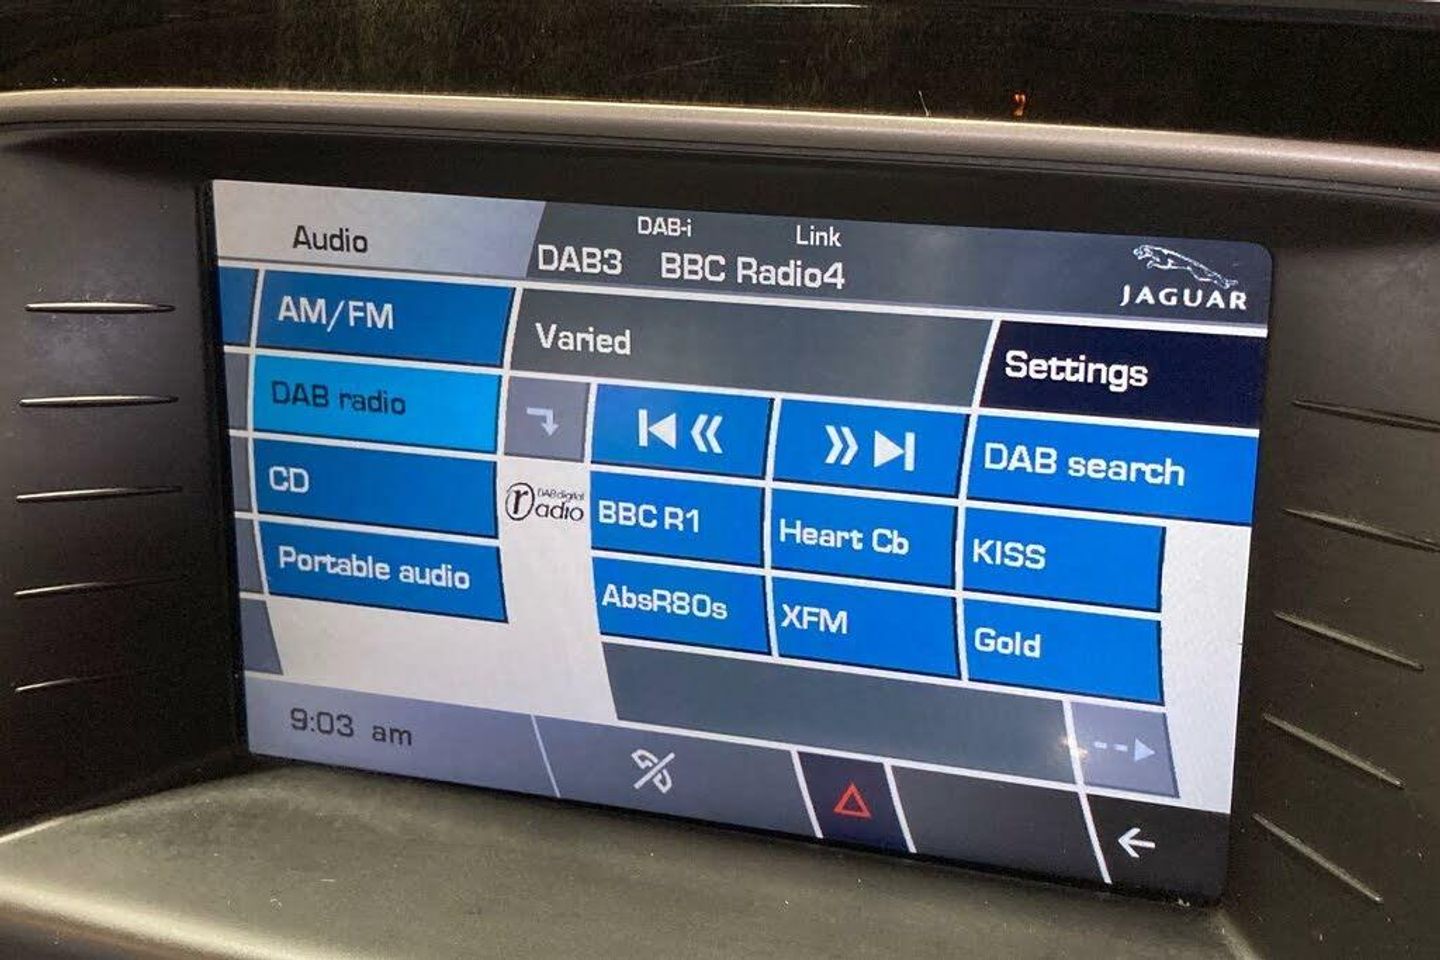 Audio
DAB-i Link
DAB3 BBC Radio4
JAGUAR
AM/FM
Varied
Settings
DAB radio
DAB search
CD
DAB digital
radio
BBC R1
Heart Cb
KISS
Portable audio
AbsR80s
XFM
Gold
9:03 am